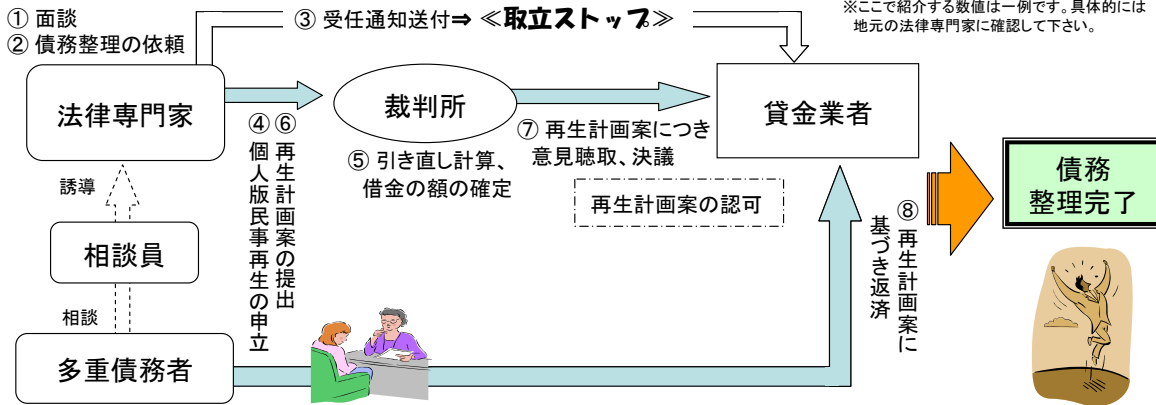 ① 面談
② 債務整理の依頼
③ 受任通知送付⇒ ≪取立ストップ≫
※ここで紹介する数値は一例です。具体的には
地元の法律専門家に確認して下さい。
法律専門家
裁判所
貸金業者
④ 個人版民事再生の申立
⑥ 再生計画案の提出
⑤ 引き直し計算、
借金の額の確定
⑦ 再生計画案につき
意見聴取、決議
再生計画案の認可
⑧ 再生計画案に
基づき返済
債務
整理完了
誘導
相談員
相談
多重債務者